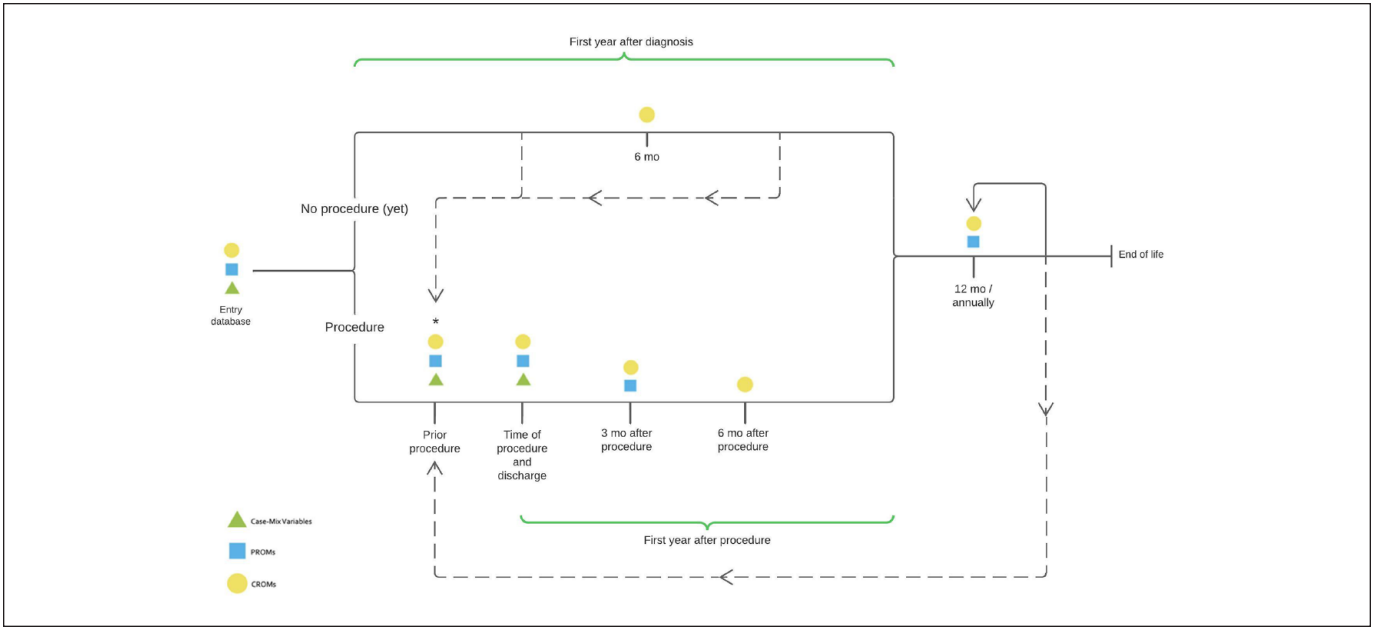 First year after diagnosis
6 mo
No procedure (yet)
Entry
database
Procedure
*
12 mo /
annually
End of life
Prior
procedure
Time of
procedure
and
discharge
3 mo after
procedure
6 mo after
procedure
First year after procedure
Case-Mix Variables
PROMs
CROMs